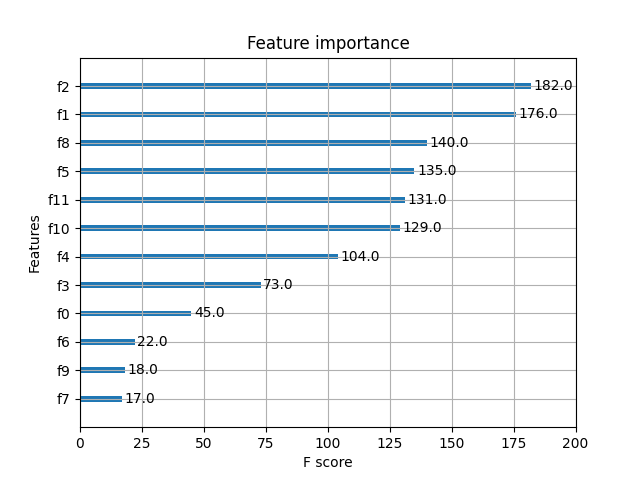 Feature importance
f2 182.0
f1 176.0
f8 140.0
f5 135.0
f11 131.0
f10 129.0
f4 104.0
f3 73.0
f0 45.0
f6 22.0
f9 18.0
f7 17.0
Features
0 25 50 75 100 125 150 175 200
F score